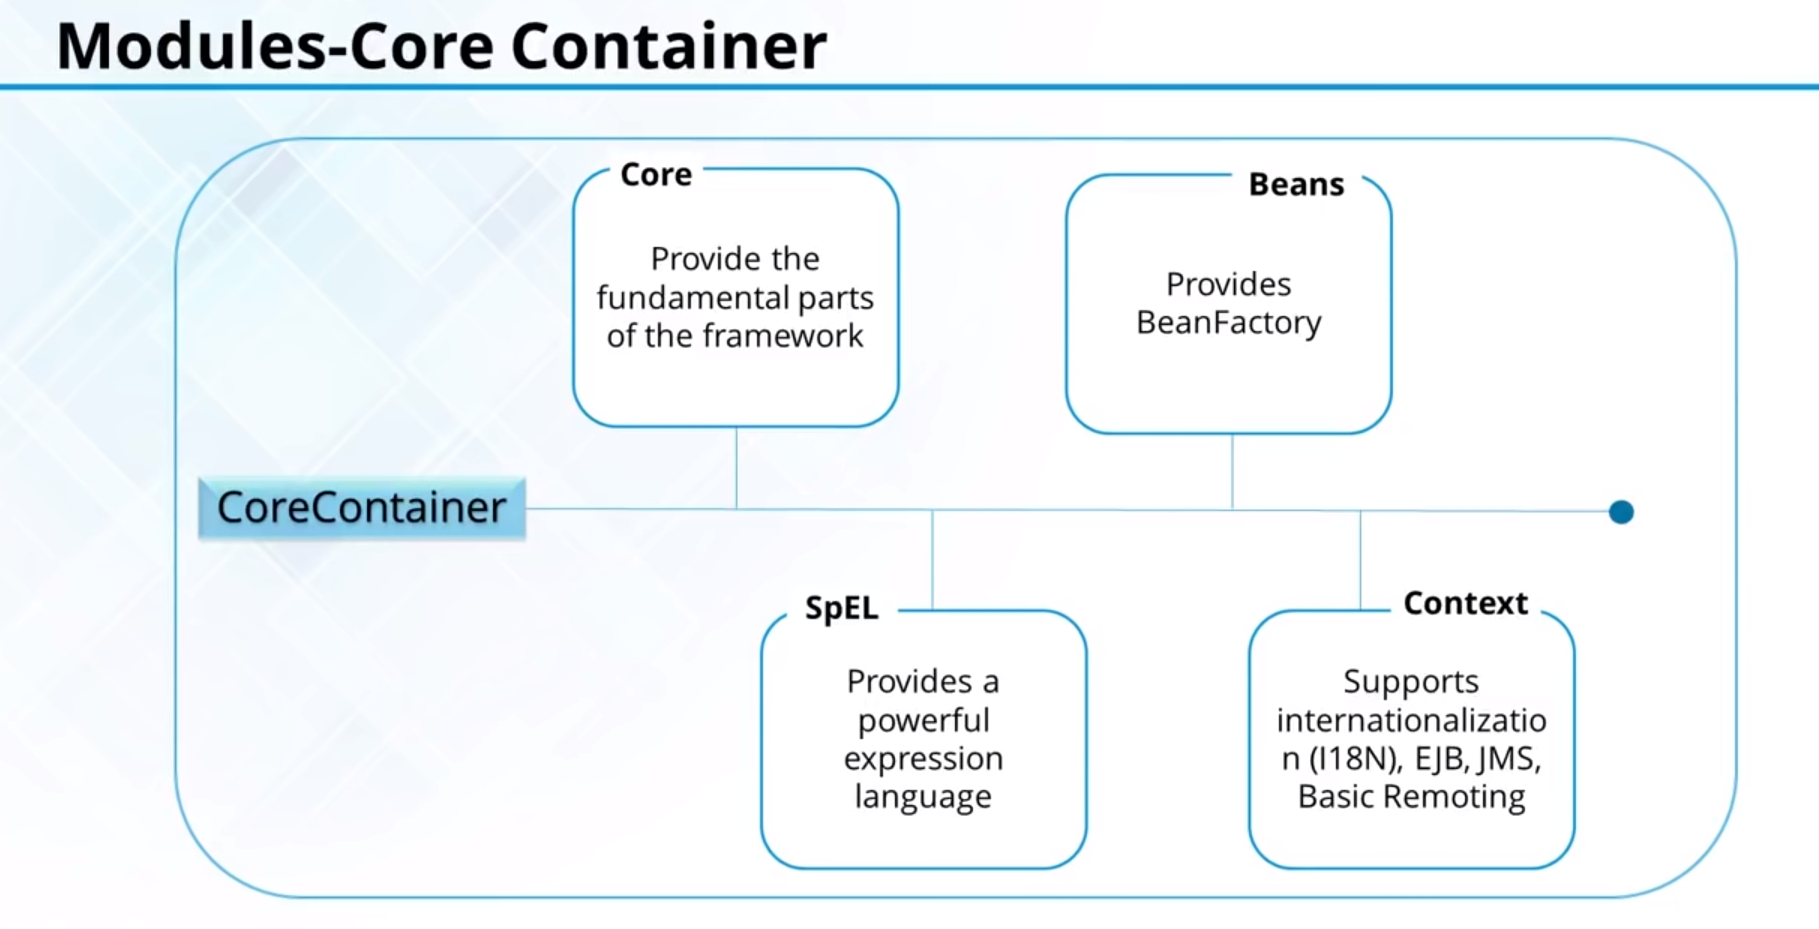 Modules-Core Container
Core
Provide the
fundamental parts
of the framework
Beans
Provides
BeanFactory
CoreContainer
SpEL
Provides a
powerful
expression
language
Context
Supports
internationalizatio
n (I18N), EJB, JMS,
Basic Remoting